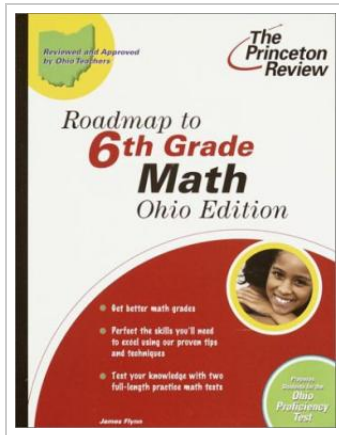 Reviewed and Approved
by Ohio Teachers
The
Princeton
Review
Roadmap to
6th Grade
Math
Ohio Edition
Get better math grades
Perfect the skills you'll need
to excel using our proven tips
and techniques
Test your knowledge with two
full-length practice math tests
Prepares
Students for the
Ohio
Proficiency
Test
James Flynn